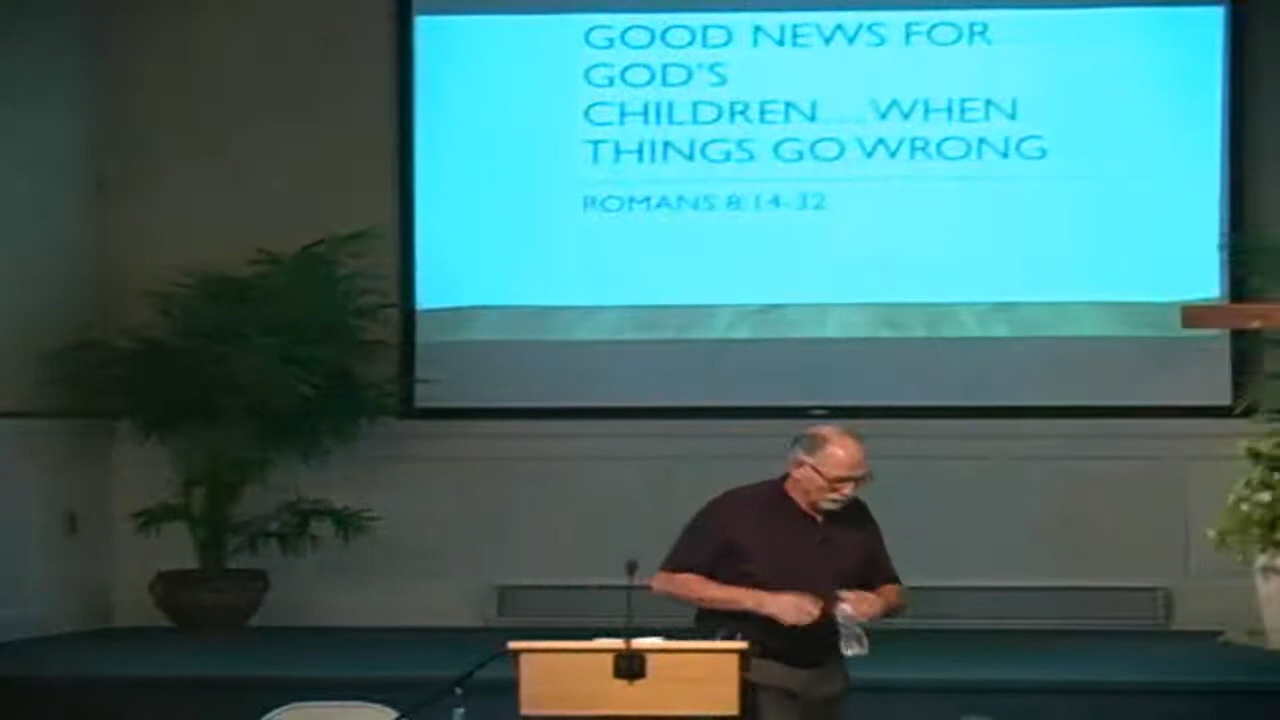 GOOD NEWS FOR
GOD'S
CHILDREN....WHEN
THINGS GO WRONG
ROMANS 8:14-32